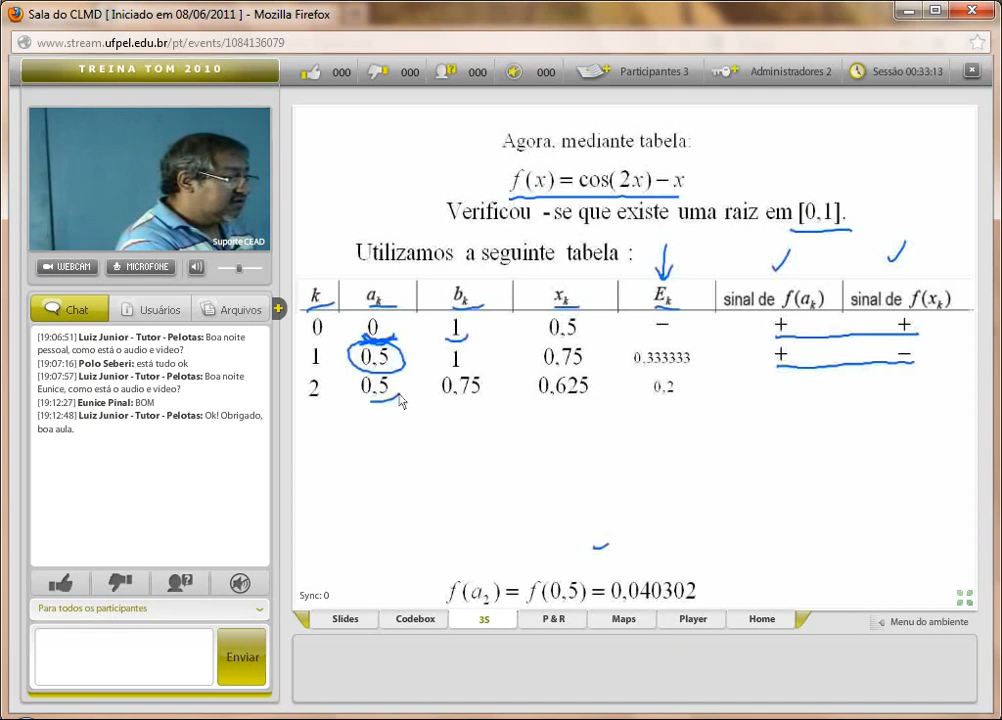 Sala do CLMD [ Iniciado em 08/06/2011 ] - Mozilla Firefox
www.stream.ufpel.edu.br/pt/events/1084136079
TREINA TOM 2010
000 000 000 000 Participantes 3 Administradores 2 Sessão 00:33:13
Suporte CEAD
WEBCAM MICROFONE
Chat Usuários Arquivos
[19:06:51] Luiz Junior - Tutor - Pelotas: Boa noite
pessoal, como está o audio e video?
[19:07:16] Polo Seberi: está tudo ok
[19:07:57] Luiz Junior - Tutor - Pelotas: Boa noite
Eunice, como está o audio e vídeo?
[19:12:27] Eunice Pinal: BOM
[19:12:48] Luiz Junior - Tutor - Pelotas: Ok! Obrigado,
boa aula.
Para todos os participantes
Enviar
Agora, mediante tabela:
f(x) = cos(2x) − x
Verificou -se que existe uma raiz em [0,1].
Utilizamos a seguinte tabela :
k a_k b_k x_k E_k sinal de f(a_k) sinal de f(x_k)
0 0 1 0,5 − + +
1 0,5 1 0,75 0,333333 + −
2 0,5 0,75 0,625 0,2
f(a₂) = f(0,5) = 0,040302
Sync: 0
Slides Codebox 3S P & R Maps Player Home
Menu do ambiente